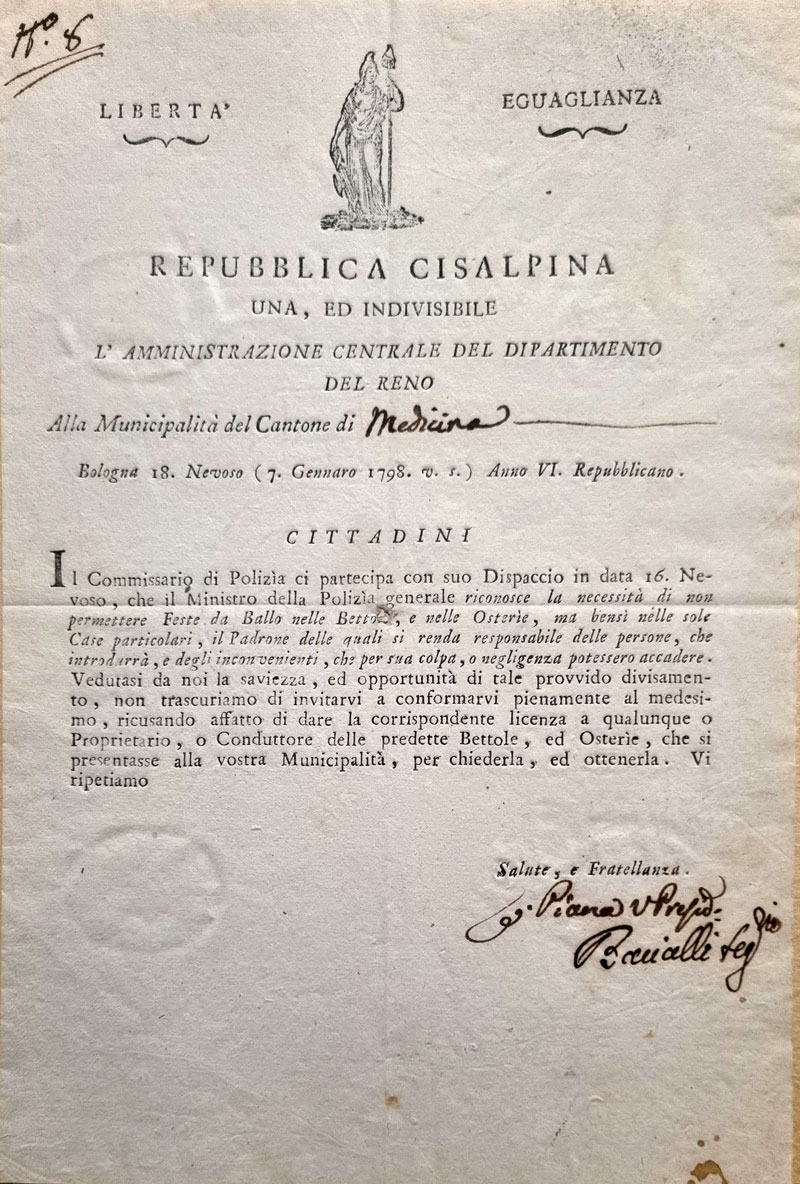 N.o 8
LIBERTA' EGUAGLIANZA
REPUBBLICA CISALPINA
UNA, ED INDIVISIBILE
L' AMMINISTRAZIONE CENTRALE DEL DIPARTIMENTO
DEL RENO
Alla Municipalità del Cantone di Medicina
Bologna 18. Nevoso ( 7. Gennaro 1798. v. s. ) Anno VI. Repubblicano.
CITTADINI
Il Commissario di Polizìa ci partecipa con suo Dispaccio in data 16. Ne-
voso, che il Ministro della Polizìa generale riconosce la necessità di non
permettere Feste da Ballo nelle Bettole, e nelle Osterìe, ma bensì nelle sole
Case particolari, il Padrone delle quali si renda responsabile delle persone, che
introdurrà, e degli inconvenienti, che per sua colpa, o negligenza potessero accadere.
Vedutasi da noi la saviezza, ed opportunità di tale provvido divisamen-
to, non trascuriamo di invitarvi a conformarvi pienamente al medesi-
mo, ricusando affatto di dare la corrispondente licenza a qualunque o
Proprietario, o Conduttore delle predette Bettole, ed Osterìe, che si
presentasse alla vostra Municipalità, per chiederla, ed ottenerla. Vi
ripetiamo
Salute, e Fratellanza.
Piana